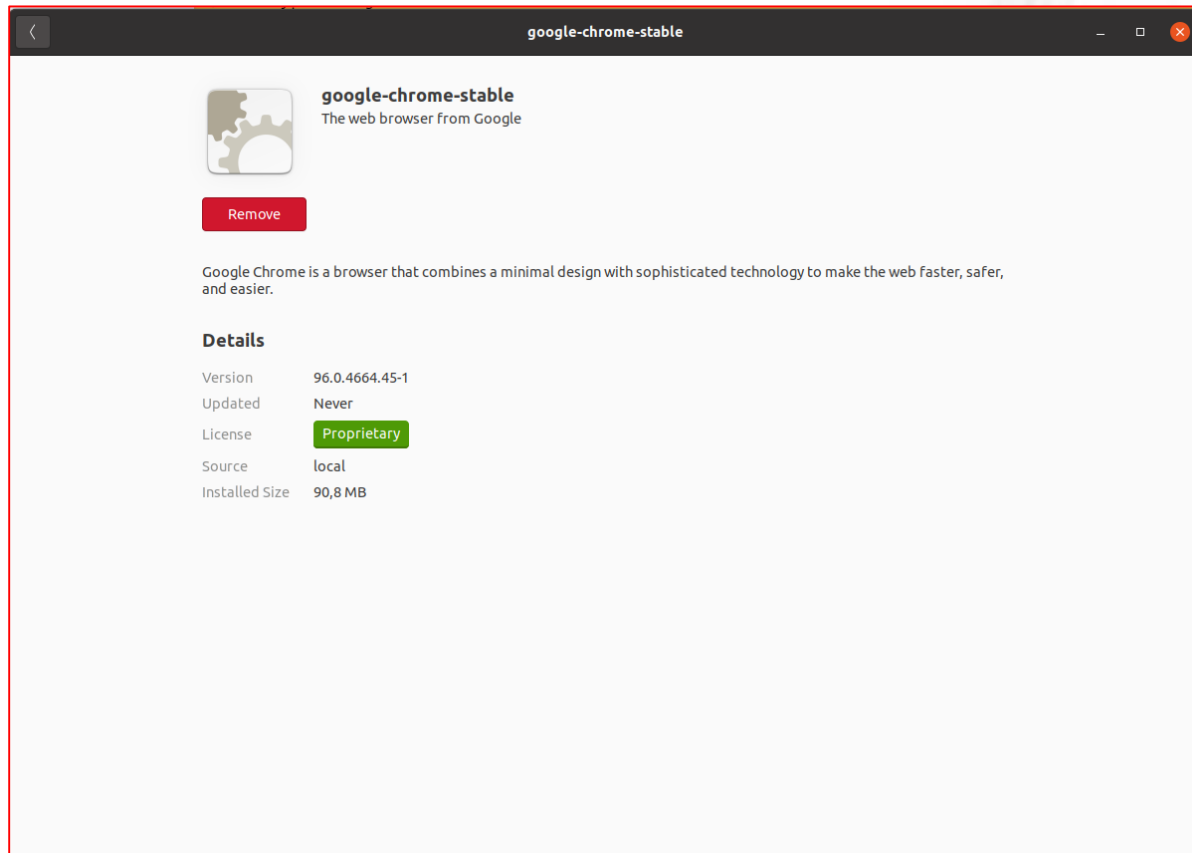 google-chrome-stable
google-chrome-stable
The web browser from Google
Remove
Google Chrome is a browser that combines a minimal design with sophisticated technology to make the web faster, safer,
and easier.
Details
Version 96.0.4664.45-1
Updated Never
License Proprietary
Source local
Installed Size 90,8 MB